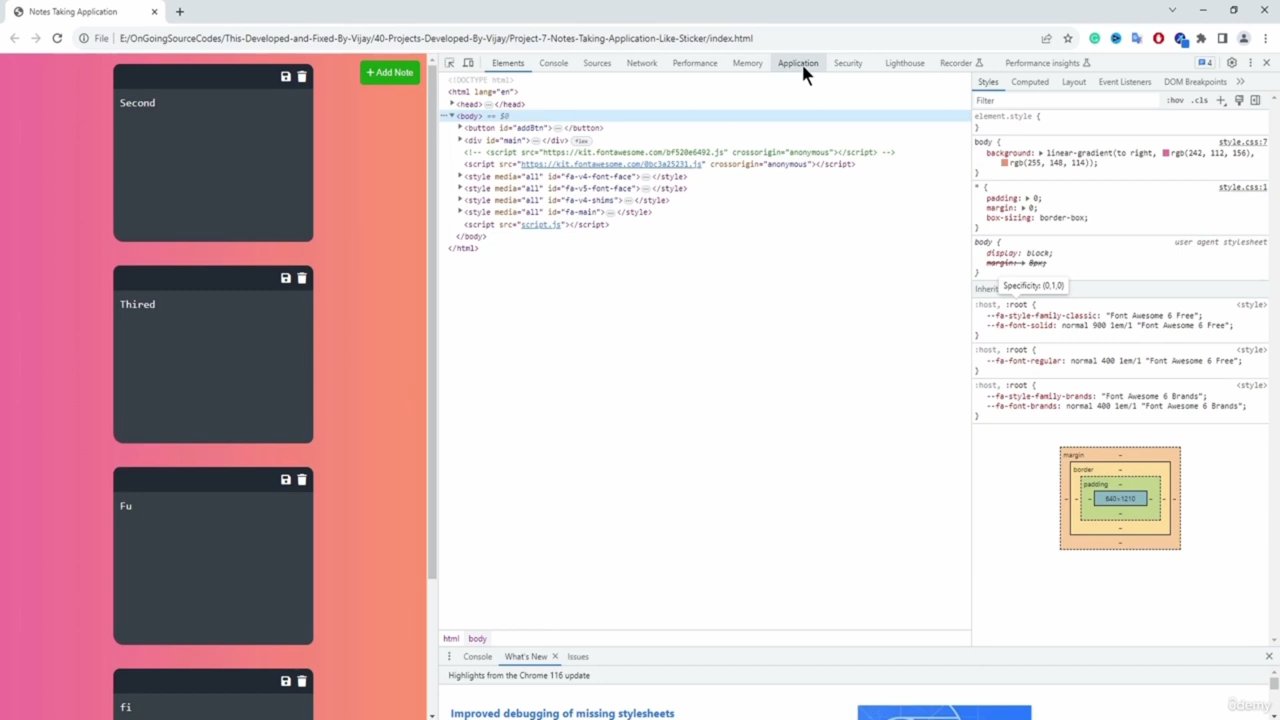 Notes Taking Application
File
E:/OnGoingSourceCodes/This-Developed-and-Fixed-By-Vijay/40-Projects-Developed-By-Vijay/Project-7-Notes-Taking-Application-Like-Sticker/index.html
+ Add Note
Second
Thired
Fu
fi
Elements Console Sources Network Performance Memory Application Security Lighthouse Recorder Performance insights 4
<!DOCTYPE html>
<html lang="en">
<head> … </head>
<body> == $0
<button id="addBtn"> … </button>
<div id="main"> … </div> flex
<!-- <script src="https://kit.fontawesome.com/bf520e6492.js" crossorigin="anonymous"></script> -->
<script src="https://kit.fontawesome.com/0bc3a25231.js" crossorigin="anonymous"></script>
<style media="all" id="fa-v4-font-face"> … </style>
<style media="all" id="fa-v5-font-face"> … </style>
<style media="all" id="fa-v4-shims"> … </style>
<style media="all" id="fa-main"> … </style>
<script src="script.js"></script>
</body>
</html>
html body
Styles Computed Layout Event Listeners DOM Breakpoints
Filter :hov .cls
element.style {
}
body { style.css:7
background: linear-gradient(to right, rgb(242, 112, 156),
rgb(255, 148, 114));
}
* { style.css:1
padding: 0;
margin: 0;
box-sizing: border-box;
}
body { user agent stylesheet
display: block;
margin: 8px;
}
Inherit
Specificity: (0,1,0)
:host, :root { <style>
--fa-style-family-classic: "Font Awesome 6 Free";
--fa-font-solid: normal 900 1em/1 "Font Awesome 6 Free";
}
:host, :root { <style>
--fa-font-regular: normal 400 1em/1 "Font Awesome 6 Free";
}
:host, :root { <style>
--fa-style-family-brands: "Font Awesome 6 Brands";
--fa-font-brands: normal 400 1em/1 "Font Awesome 6 Brands";
}
margin
border
padding
640×1210
Console What's New Issues
Highlights from the Chrome 116 update
Improved debugging of missing stylesheets
ûdemy